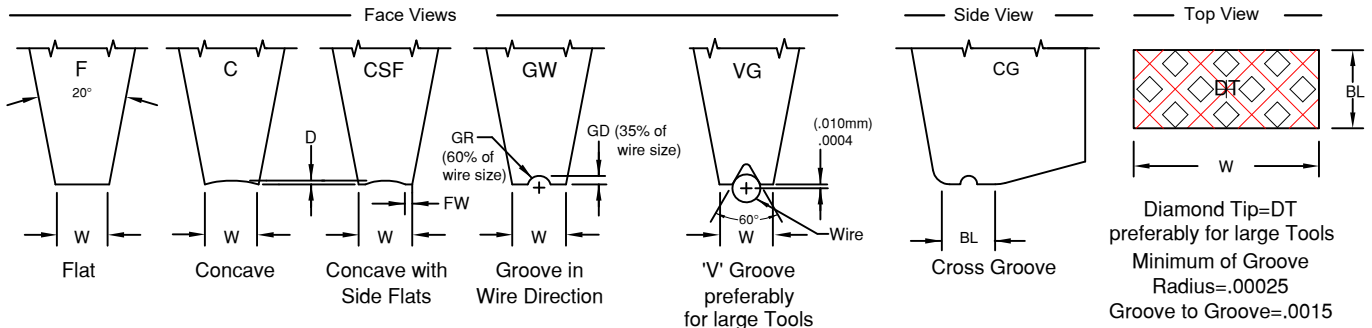 Face Views
Side View
Top View
F
20°
C
CSF
GW
VG
CG
DT
BL
D
GR
(60% of
wire size)
GD (35% of
wire size)
(.010mm)
.0004
FW
60°
Wire
W
W
W
W
W
BL
W
Flat
Concave
Concave with
Side Flats
Groove in
Wire Direction
'V' Groove
preferably
for large Tools
Cross Groove
Diamond Tip=DT
preferably for large Tools
Minimum of Groove
Radius=.00025
Groove to Groove=.0015